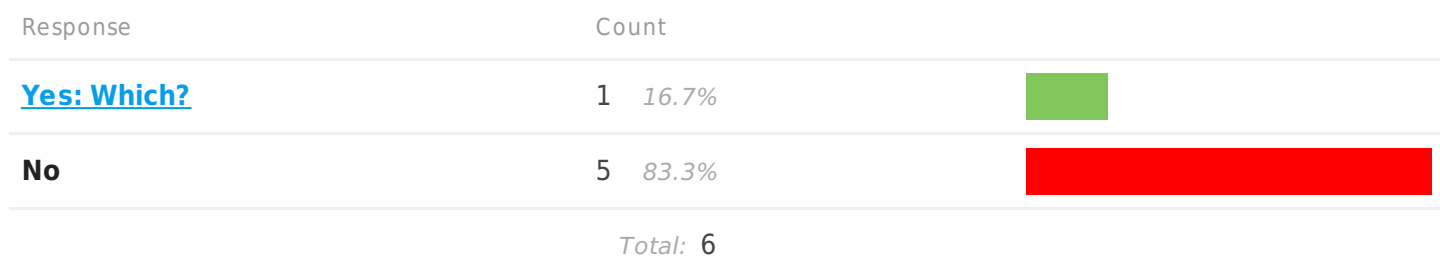 Response Count
Yes: Which? 1 16.7%
No 5 83.3%
Total: 6